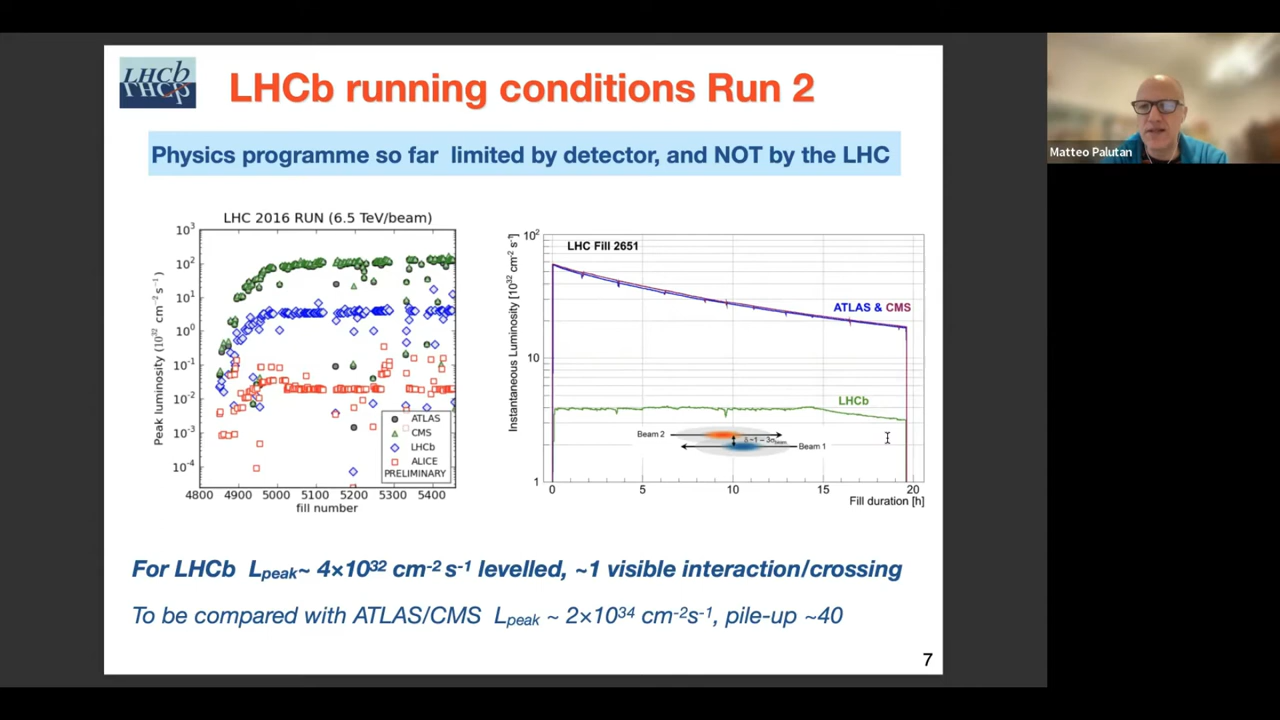 LHCb
LHCb running conditions Run 2
Physics programme so far limited by detector, and NOT by the LHC
Matteo Palutan
LHC 2016 RUN (6.5 TeV/beam)
Peak luminosity (10³² cm⁻² s⁻¹)
10³
10²
10¹
10⁰
10⁻¹
10⁻²
10⁻³
10⁻⁴
ATLAS
CMS
LHCb
ALICE
PRELIMINARY
4800 4900 5000 5100 5200 5300 5400
fill number
Instantaneous Luminosity [10³² cm⁻² s⁻¹]
10²
10
1
LHC Fill 2651
ATLAS & CMS
LHCb
Beam 2
δ~1 – 3σbeam
Beam 1
0 5 10 15 20
Fill duration [h]
For LHCb Lpeak~ 4×10³² cm⁻² s⁻¹ levelled, ~1 visible interaction/crossing
To be compared with ATLAS/CMS Lpeak ~ 2×10³⁴ cm⁻²s⁻¹, pile-up ~40
7